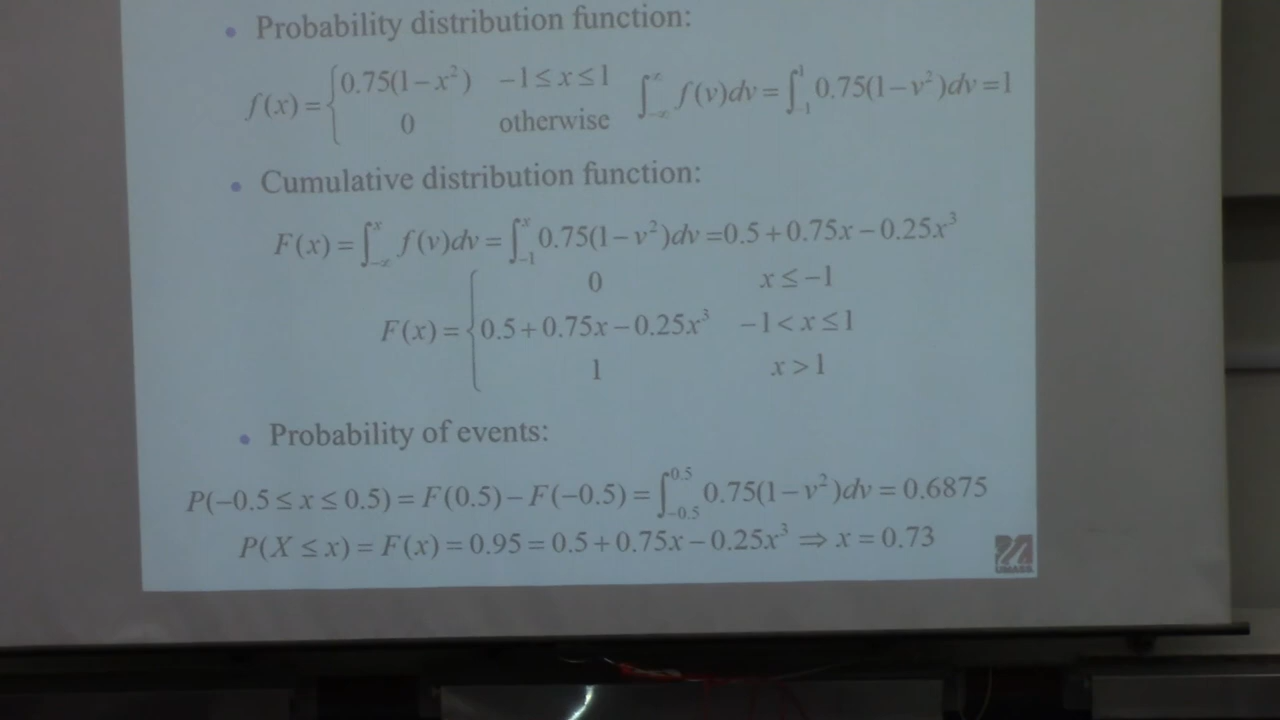 • Probability distribution function:
f(x) = { 0.75(1−x²) −1≤x≤1 ∫_{−∞}^{∞} f(v)dv = ∫_{−1}^{1} 0.75(1−v²)dv = 1
0 otherwise
• Cumulative distribution function:
F(x) = ∫_{−∞}^{x} f(v)dv = ∫_{−1}^{x} 0.75(1−v²)dv = 0.5+0.75x−0.25x³
0 x≤−1
F(x) = { 0.5+0.75x−0.25x³ −1<x≤1
1 x>1
• Probability of events:
P(−0.5≤x≤0.5) = F(0.5)−F(−0.5) = ∫_{−0.5}^{0.5} 0.75(1−v²)dv = 0.6875
P(X≤x) = F(x) = 0.95 = 0.5+0.75x−0.25x³ ⇒ x = 0.73
UMASS